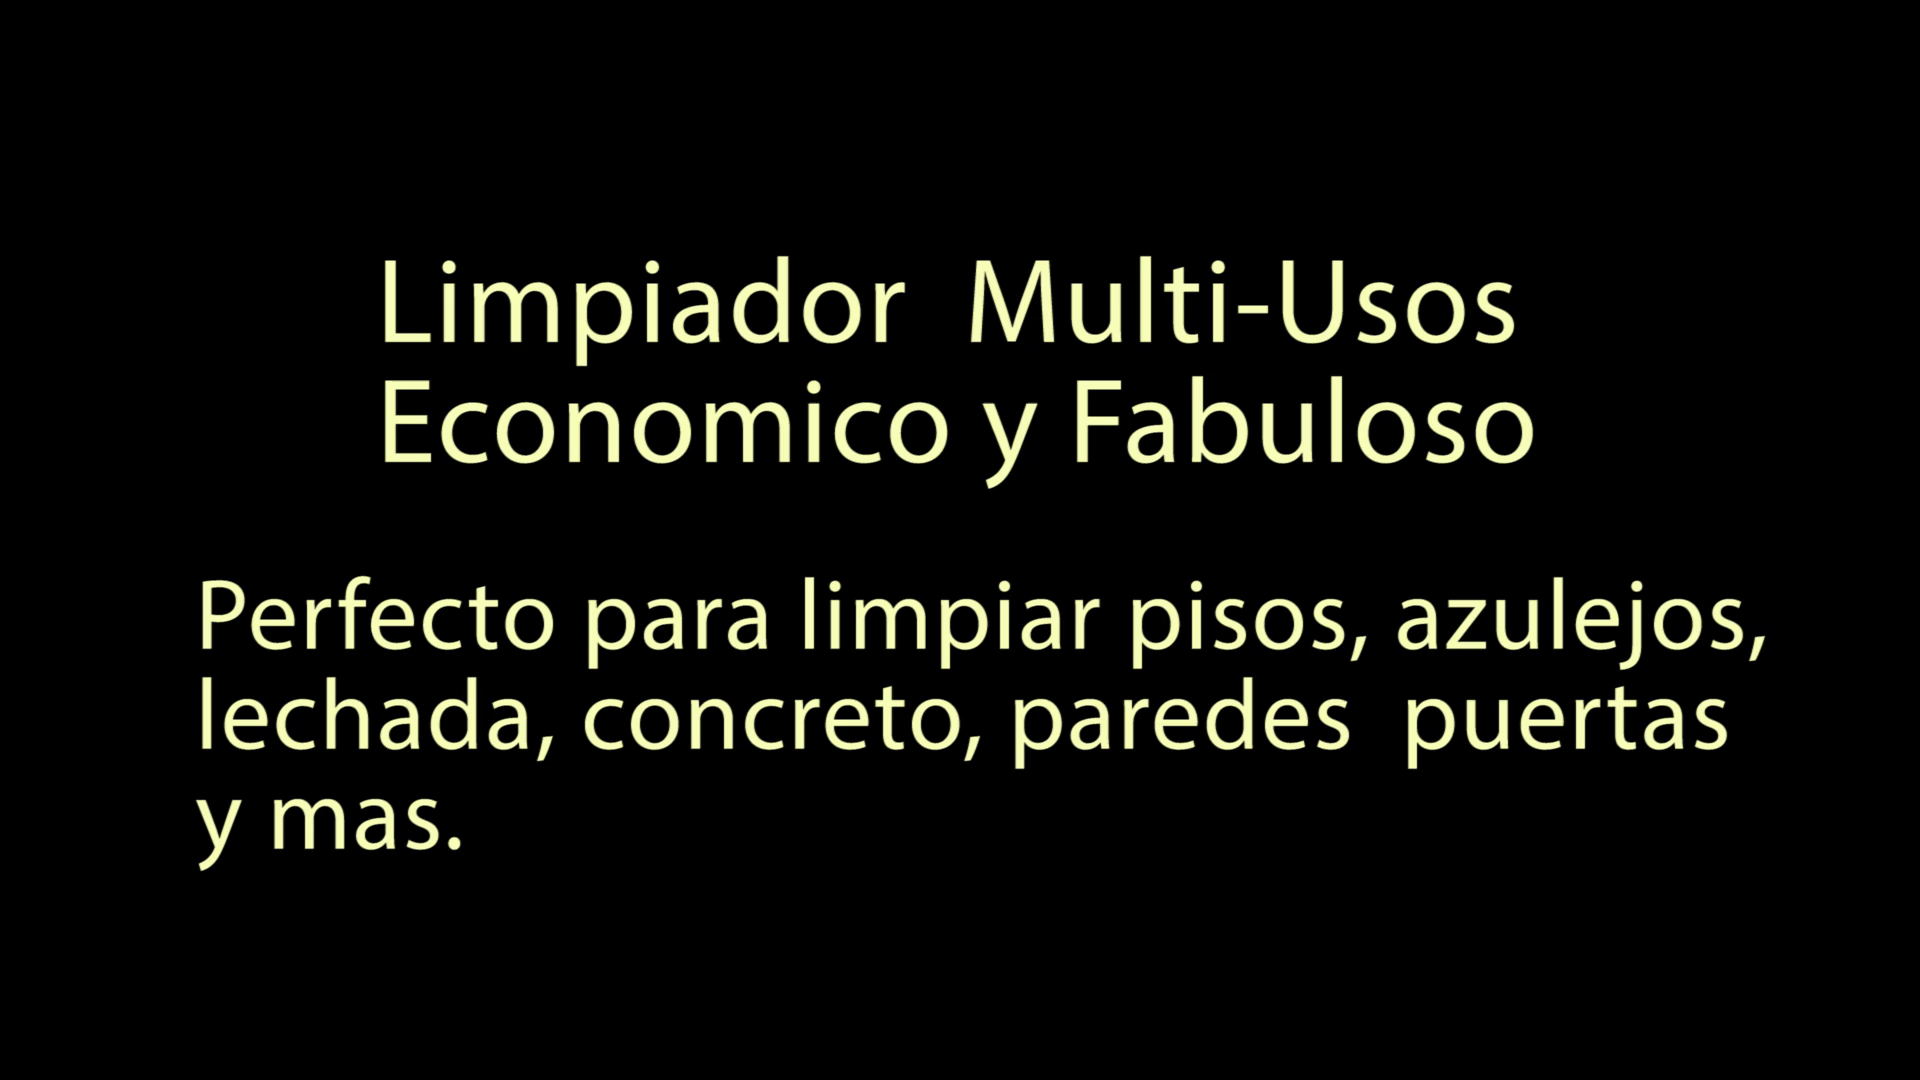 Limpiador Multi-Usos
Economico y Fabuloso
Perfecto para limpiar pisos, azulejos,
lechada, concreto, paredes puertas
y mas.